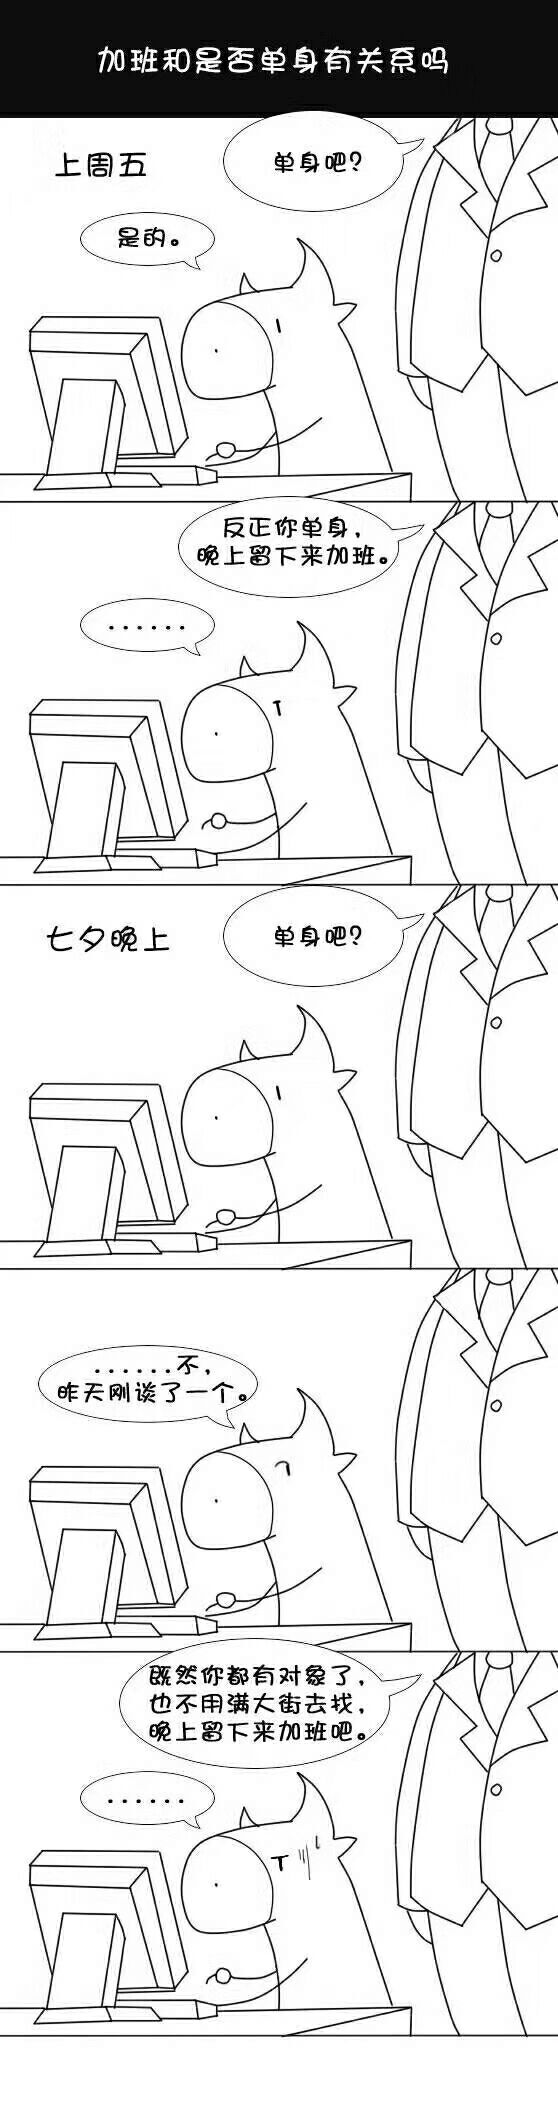 加班和是否单身有关系吗
上周五
单身吧?
是的。
反正你单身，
晚上留下来加班。
......
七夕晚上
单身吧?
......不，
昨天刚谈了一个。
既然你都有对象了，
也不用满大街去找，
晚上留下来加班吧。
......